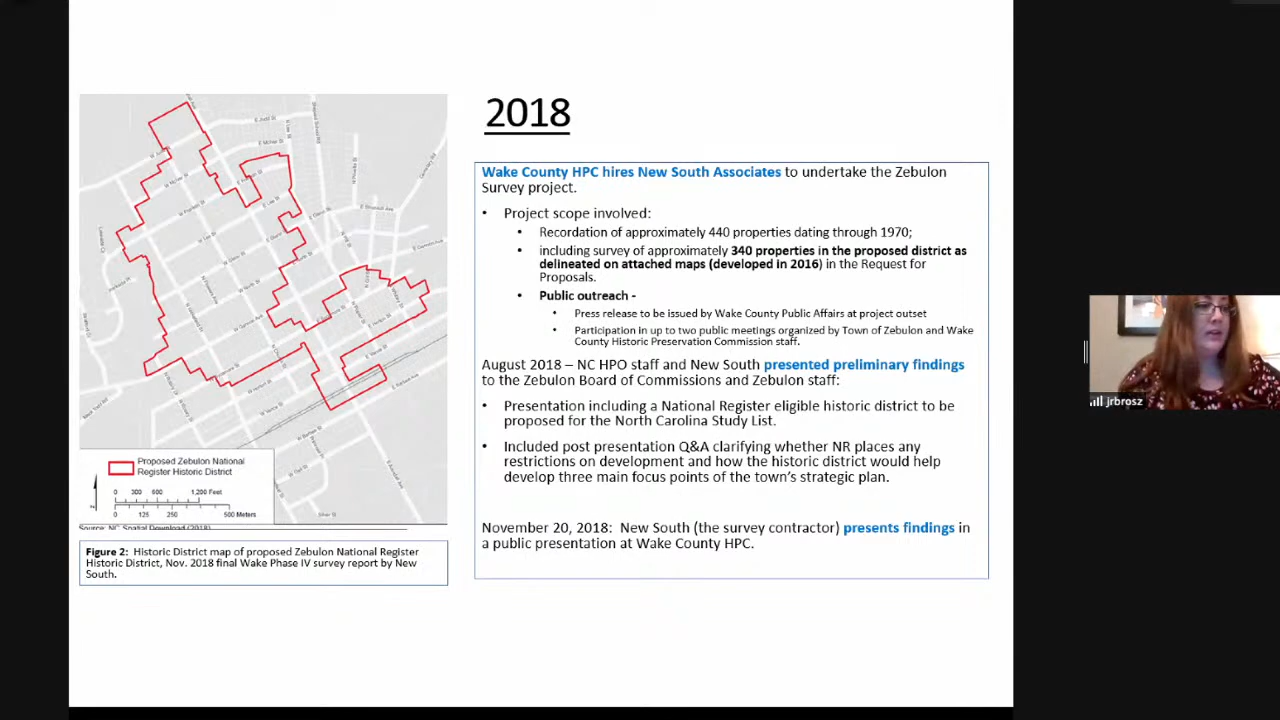 2018
Wake County HPC hires New South Associates to undertake the Zebulon
Survey project.
• Project scope involved:
• Recordation of approximately 440 properties dating through 1970;
• including survey of approximately 340 properties in the proposed district as
delineated on attached maps (developed in 2016) in the Request for
Proposals.
• Public outreach -
• Press release to be issued by Wake County Public Affairs at project outset
• Participation in up to two public meetings organized by Town of Zebulon and Wake
County Historic Preservation Commission staff.
August 2018 – NC HPO staff and New South presented preliminary findings
to the Zebulon Board of Commissions and Zebulon staff:
• Presentation including a National Register eligible historic district to be
proposed for the North Carolina Study List.
• Included post presentation Q&A clarifying whether NR places any
restrictions on development and how the historic district would help
develop three main focus points of the town's strategic plan.
November 20, 2018: New South (the survey contractor) presents findings in
a public presentation at Wake County HPC.
Proposed Zebulon National
Register Historic District
0 300 600 1,200 Feet
0 125 250 500 Meters
Source: NC Spatial Download (2018)
Figure 2: Historic District map of proposed Zebulon National Register
Historic District, Nov. 2018 final Wake Phase IV survey report by New
South.
jrbrosz